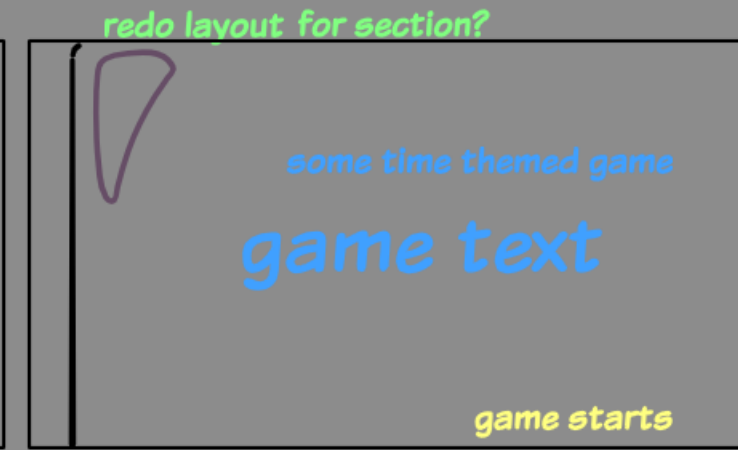 redo layout for section?
some time themed game
game text
game starts